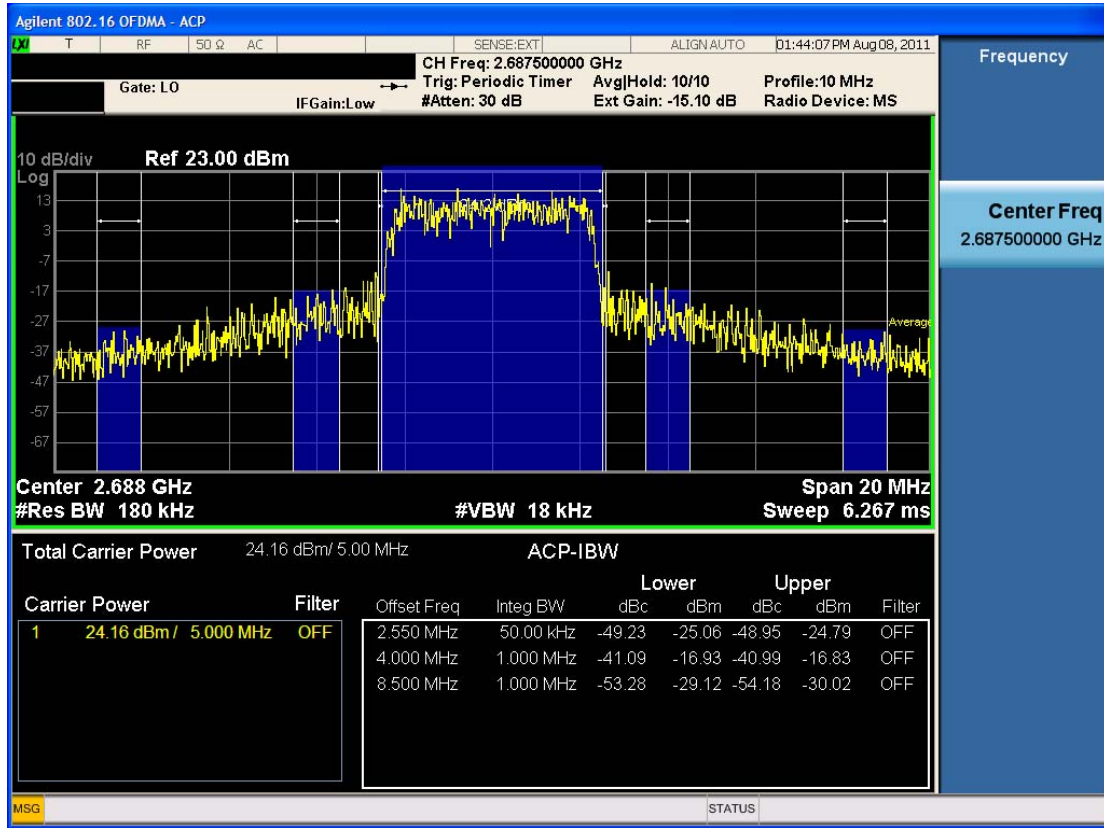 Agilent 802.16 OFDMA - ACP
LXI T RF 50 Ω AC SENSE:EXT ALIGN AUTO 01:44:07 PM Aug 08, 2011
CH Freq: 2.687500000 GHz
Gate: LO Trig: Periodic Timer Avg|Hold: 10/10 Profile:10 MHz
IFGain:Low #Atten: 30 dB Ext Gain: -15.10 dB Radio Device: MS
Frequency
Center Freq
2.687500000 GHz
10 dB/div Ref 23.00 dBm
Log
13
3
-7
-17
-27
-37
-47
-57
-67
Average
Center 2.688 GHz Span 20 MHz
#Res BW 180 kHz #VBW 18 kHz Sweep 6.267 ms
Total Carrier Power 24.16 dBm/ 5.00 MHz ACP-IBW
Lower Upper
Carrier Power Filter Offset Freq Integ BW dBc dBm dBc dBm Filter
1 24.16 dBm / 5.000 MHz OFF 2.550 MHz 50.00 kHz -49.23 -25.06 -48.95 -24.79 OFF
4.000 MHz 1.000 MHz -41.09 -16.93 -40.99 -16.83 OFF
8.500 MHz 1.000 MHz -53.28 -29.12 -54.18 -30.02 OFF
MSG STATUS